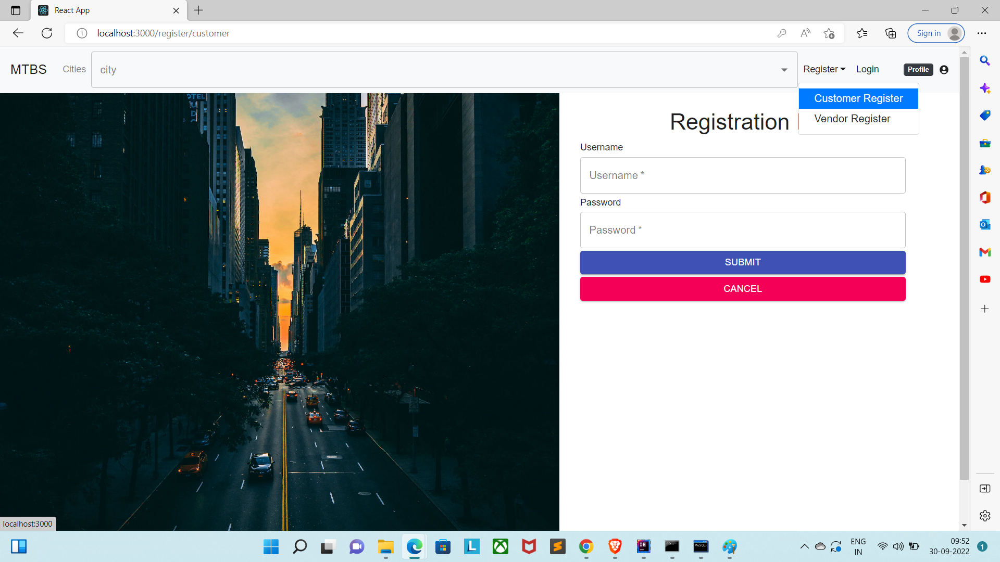 React App
localhost:3000/register/customer
Sign in
MTBS
Cities
city
Register
Login
Profile
Customer Register
Vendor Register
Registration
Username
Username *
Password
Password *
SUBMIT
CANCEL
localhost:3000
ENG
IN
09:52
30-09-2022
1